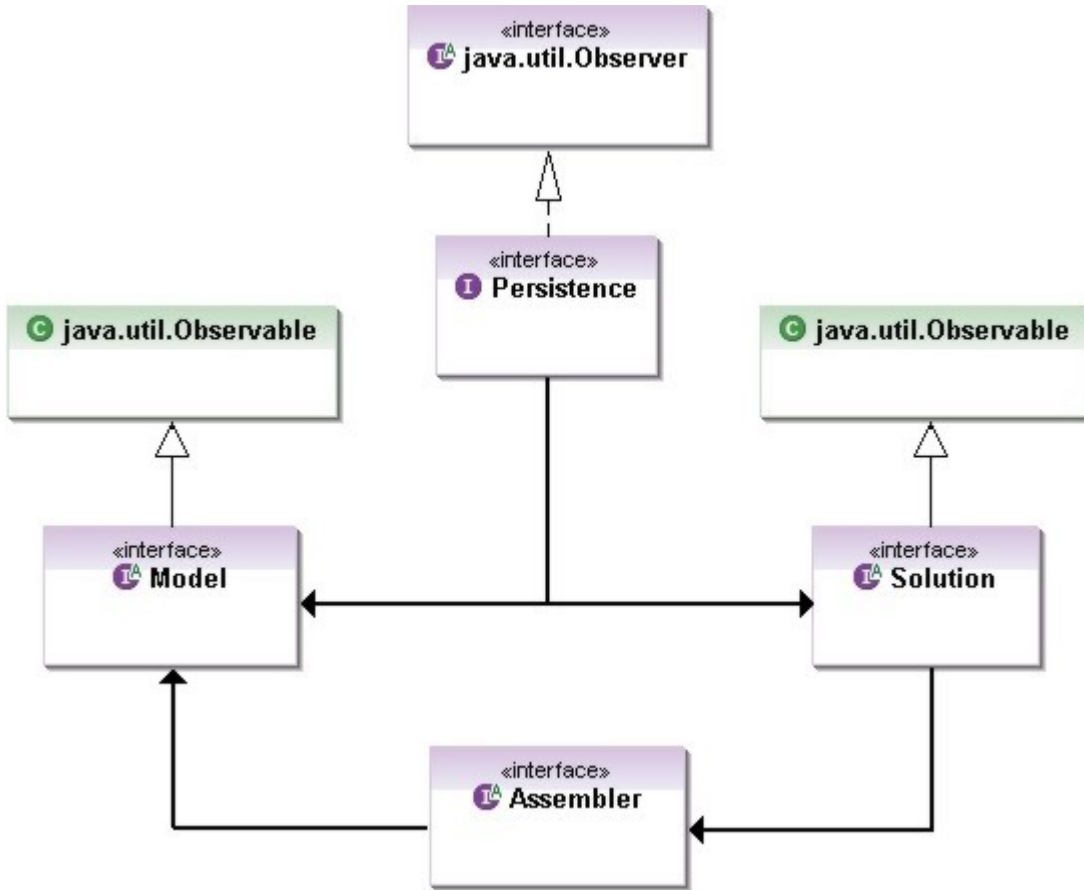 «interface»
java.util.Observer
«interface»
Persistence
java.util.Observable
java.util.Observable
«interface»
Model
«interface»
Solution
«interface»
Assembler